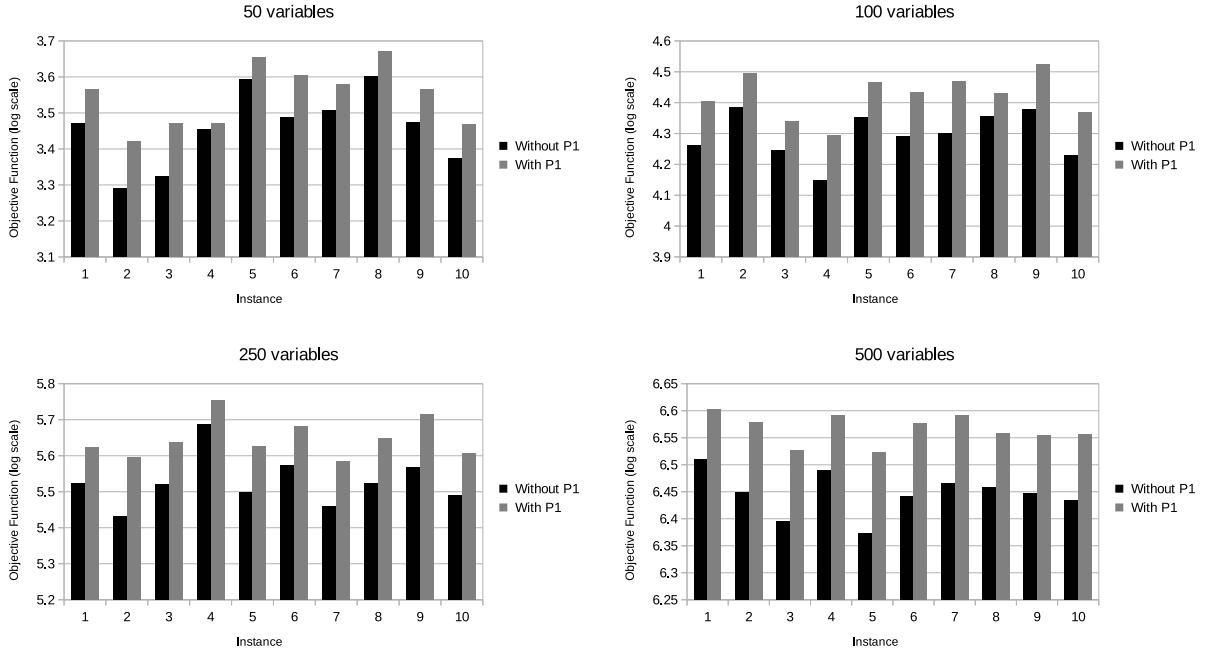 50 variables
Objective Function (log scale)
3.7
3.6
3.5
3.4
3.3
3.2
3.1
1 2 3 4 5 6 7 8 9 10
Instance
Without P1
With P1
100 variables
Objective Function (log scale)
4.6
4.5
4.4
4.3
4.2
4.1
4
3.9
1 2 3 4 5 6 7 8 9 10
Instance
Without P1
With P1
250 variables
Objective Function (log scale)
5.8
5.7
5.6
5.5
5.4
5.3
5.2
1 2 3 4 5 6 7 8 9 10
Instance
Without P1
With P1
500 variables
Objective Function (log scale)
6.65
6.6
6.55
6.5
6.45
6.4
6.35
6.3
6.25
1 2 3 4 5 6 7 8 9 10
Instance
Without P1
With P1